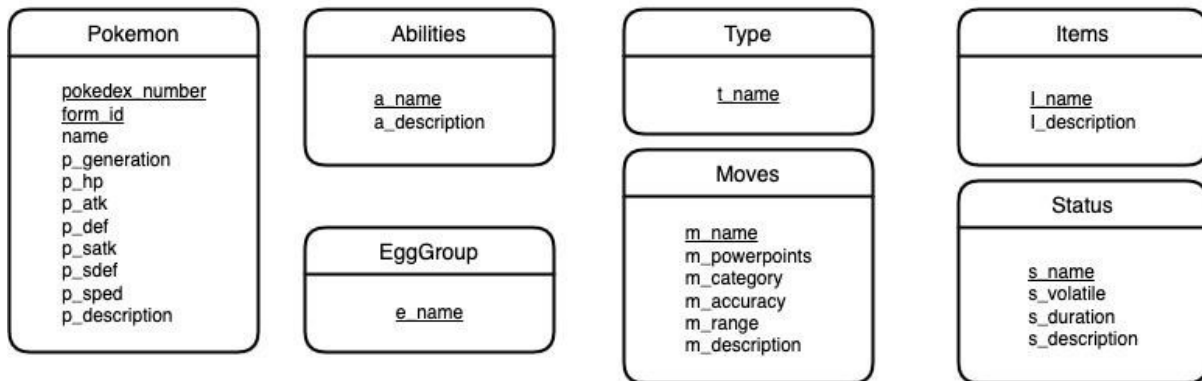 Pokemon
pokedex_number
form_id
name
p_generation
p_hp
p_atk
p_def
p_satk
p_sdef
p_sped
p_description
Abilities
a_name
a_description
EggGroup
e_name
Type
t_name
Moves
m_name
m_powerpoints
m_category
m_accuracy
m_range
m_description
Items
I_name
I_description
Status
s_name
s_volatile
s_duration
s_description